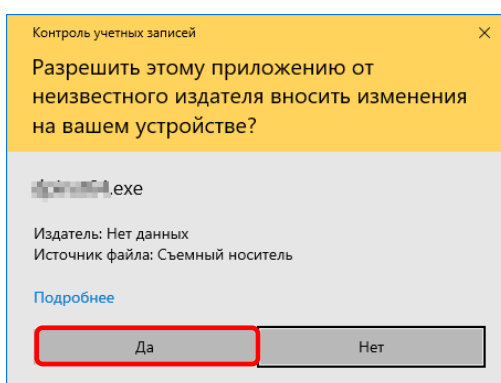 Контроль учетных записей
Разрешить этому приложению от
неизвестного издателя вносить изменения
на вашем устройстве?
.exe
Издатель: Нет данных
Источник файла: Съемный носитель
Подробнее
Да
Нет